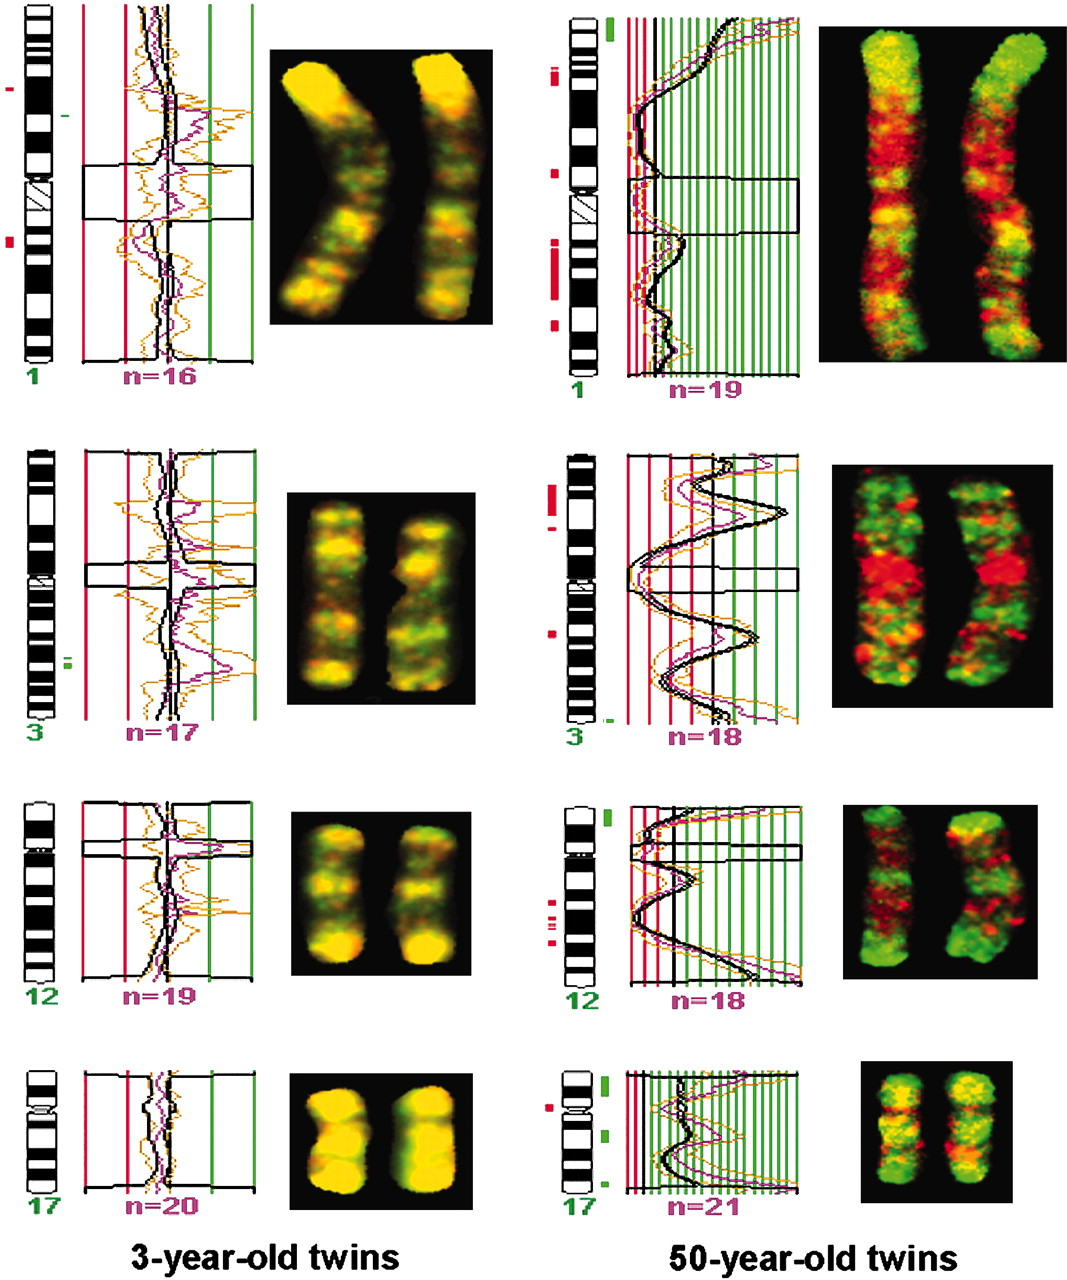 1
n=16
1
n=19
3
n=17
3
n=18
12
n=19
12
n=18
17
n=20
17
n=21
3-year-old twins
50-year-old twins